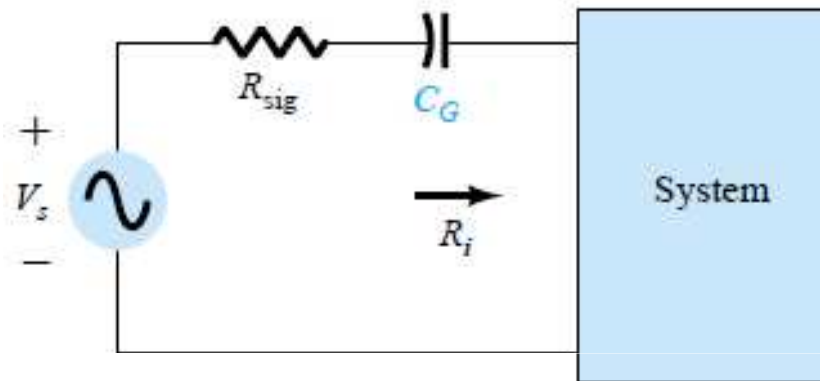 R_sig
C_G
+
V_s
−
R_i
System